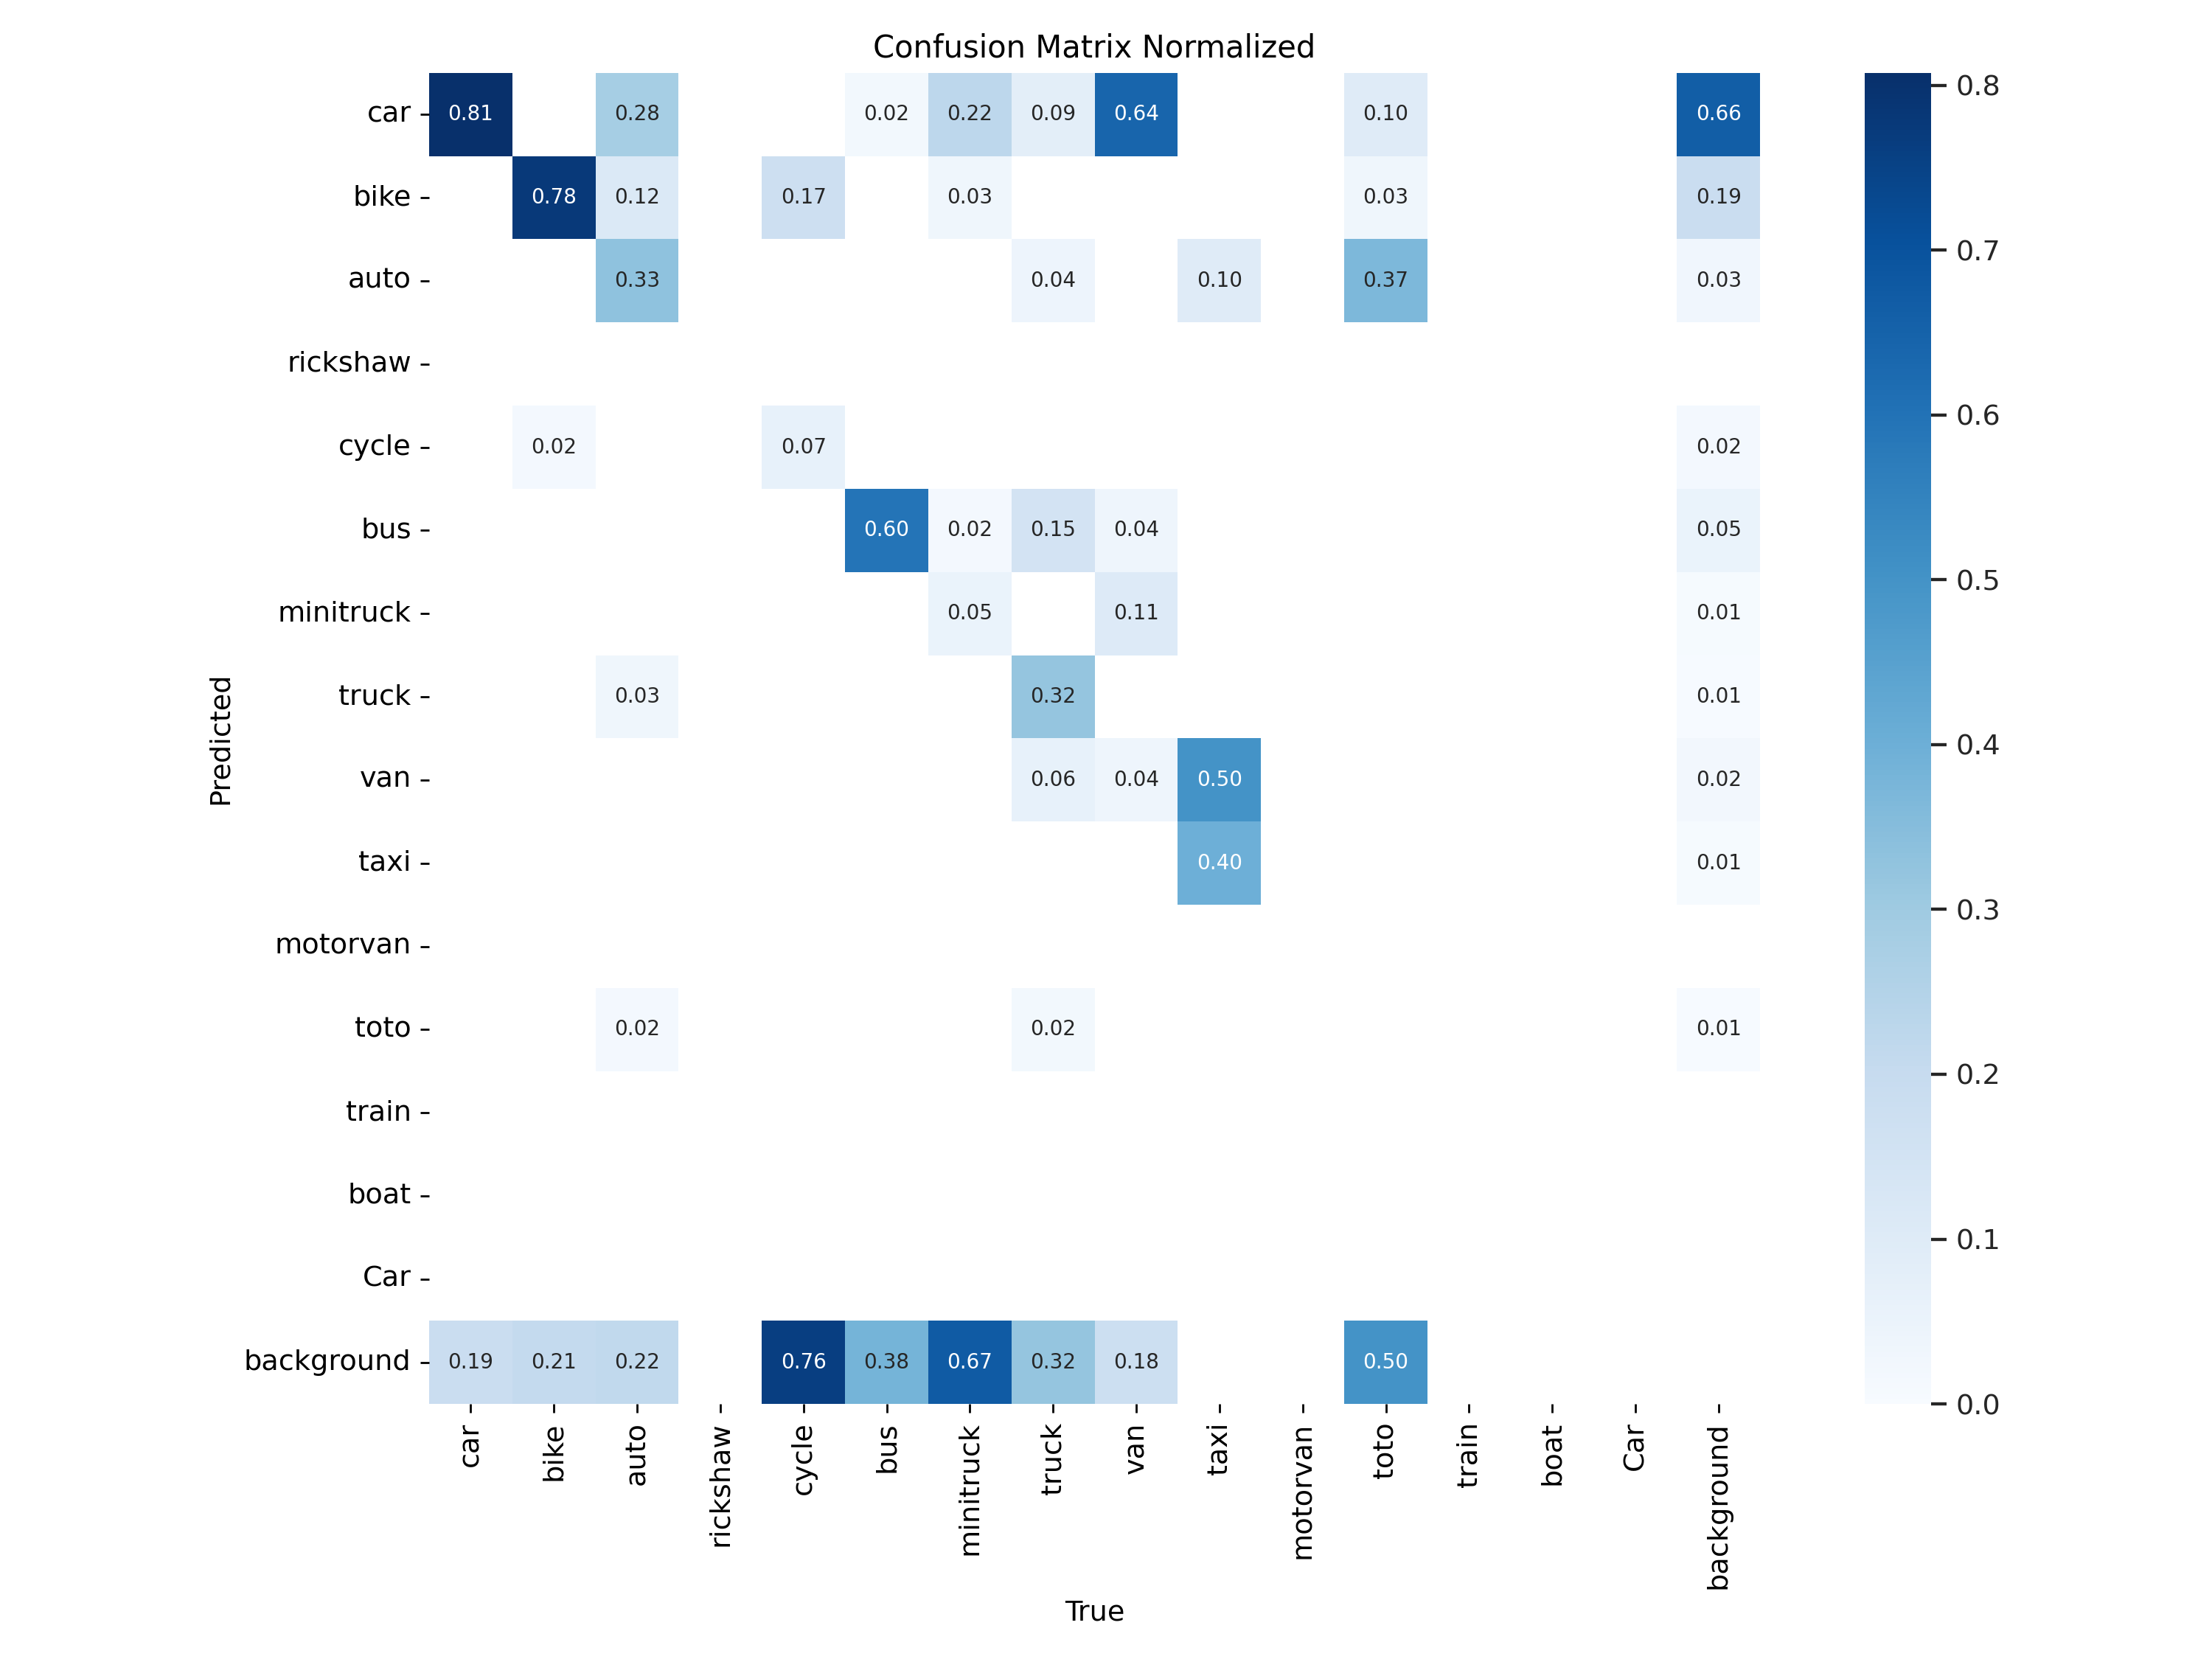 Confusion Matrix Normalized
car 0.81 0.28 0.02 0.22 0.09 0.64 0.10 0.66 0.8
bike 0.78 0.12 0.17 0.03 0.03 0.19
0.7
auto 0.33 0.04 0.10 0.37 0.03
rickshaw
0.6
cycle 0.02 0.07 0.02
bus 0.60 0.02 0.15 0.04 0.05
0.5
minitruck 0.05 0.11 0.01
truck 0.03 0.32 0.01
Predicted
0.4
van 0.06 0.04 0.50 0.02
taxi 0.40 0.01
0.3
motorvan
toto 0.02 0.02 0.01
0.2
train
boat
0.1
Car
background 0.19 0.21 0.22 0.76 0.38 0.67 0.32 0.18 0.50
0.0
car bike auto rickshaw cycle bus minitruck truck van taxi motorvan toto train boat Car background
True